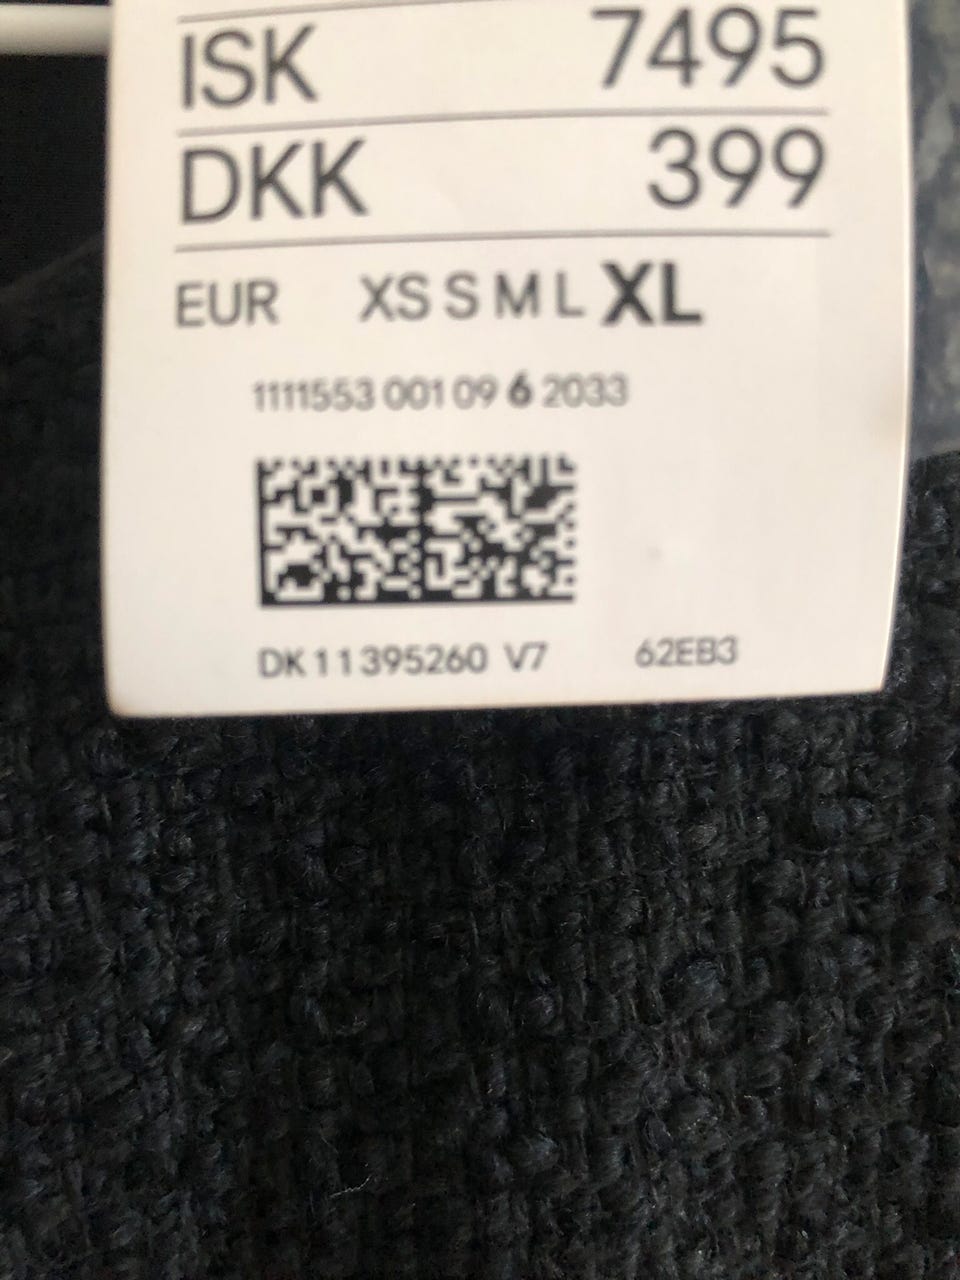 ISK 7495
DKK 399
EUR XS S M L XL
1111553 001 09 6 2033
DK 11395260 V7 62EB3